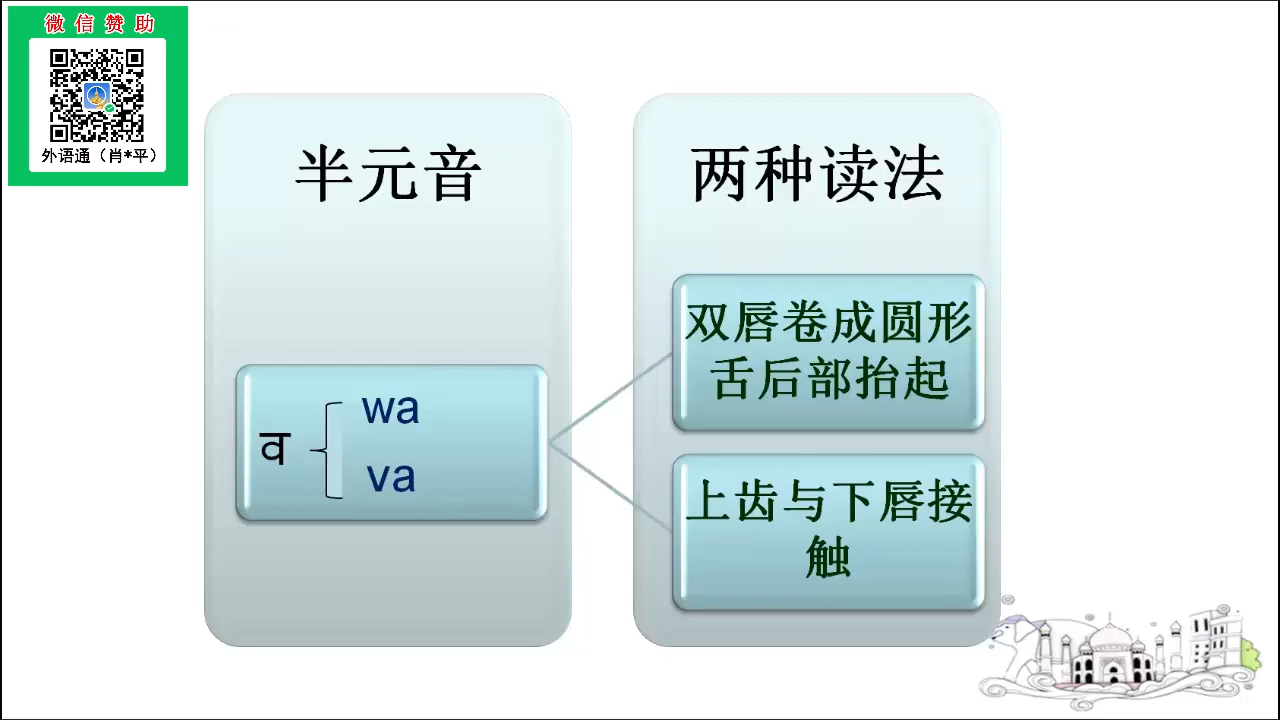 微信赞助
外语通（肖*平）
半元音
व
wa
va
两种读法
双唇卷成圆形
舌后部抬起
上齿与下唇接
触